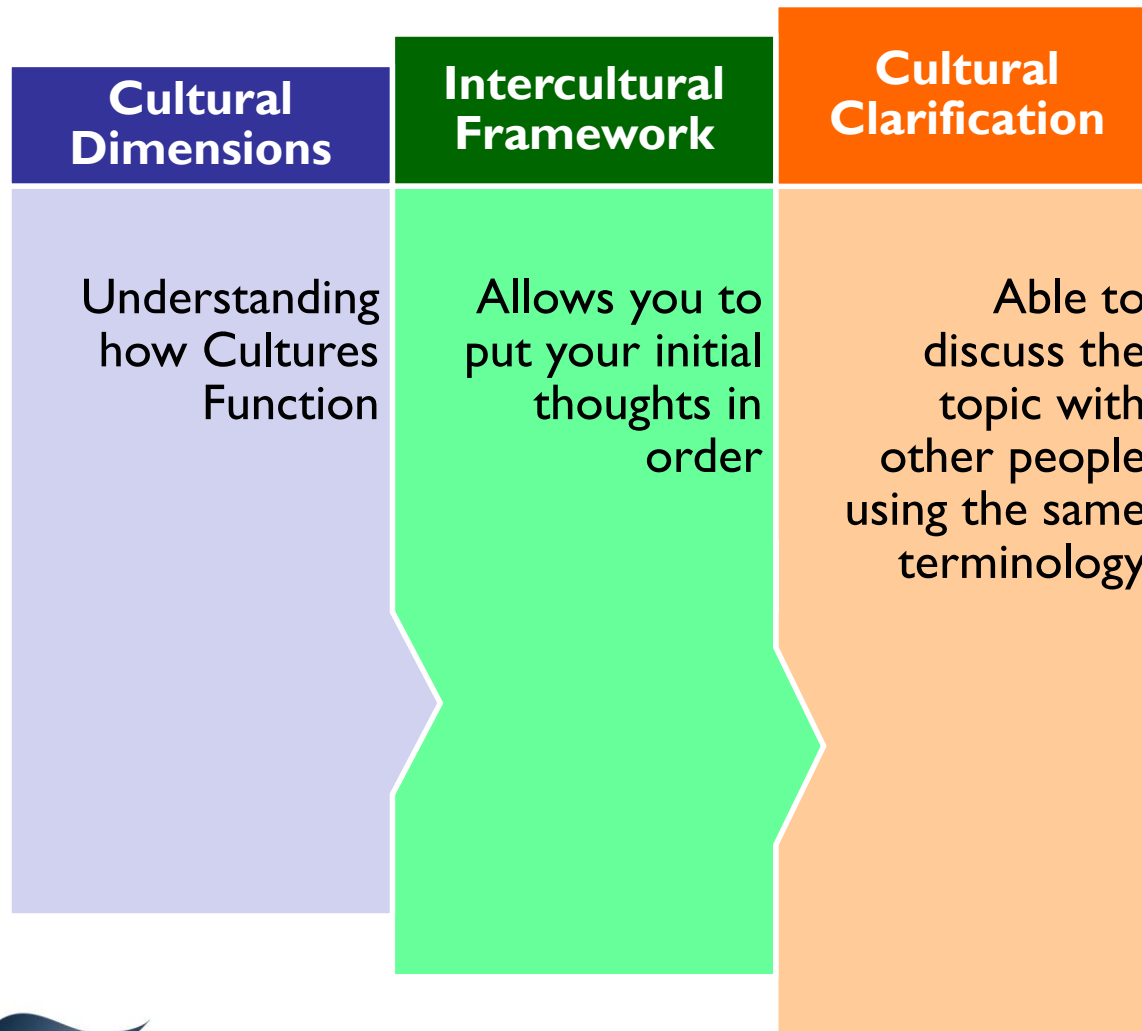 Cultural
Dimensions
Understanding
how Cultures
Function
Intercultural
Framework
Allows you to
put your initial
thoughts in
order
Cultural
Clarification
Able to
discuss the
topic with
other people
using the same
terminology